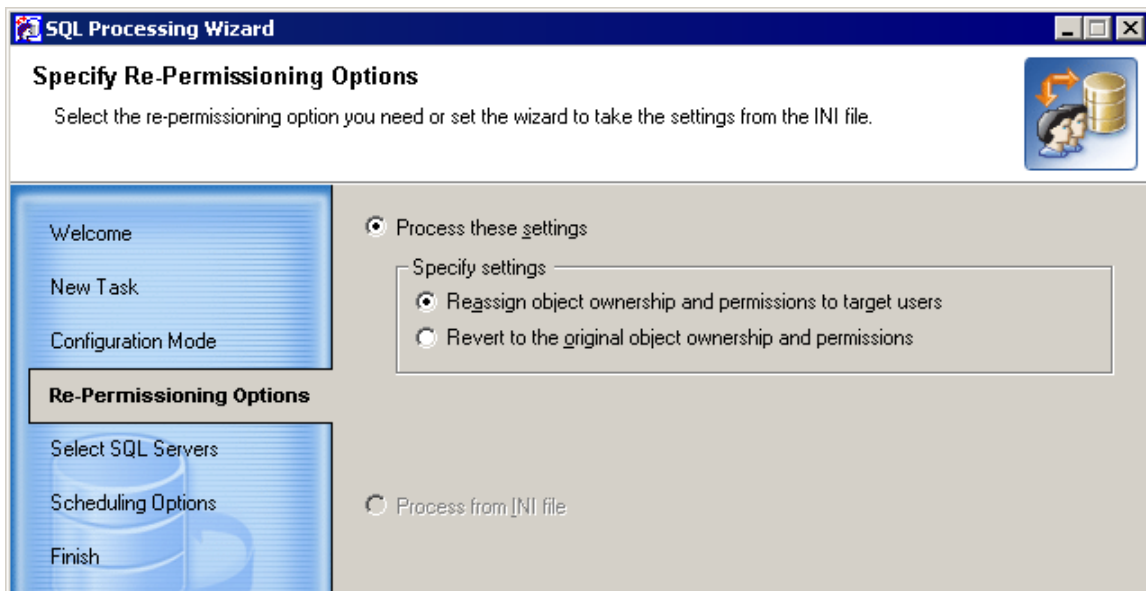 SQL Processing Wizard
Specify Re-Permissioning Options
Select the re-permissioning option you need or set the wizard to take the settings from the INI file.
Welcome
New Task
Configuration Mode
Re-Permissioning Options
Select SQL Servers
Scheduling Options
Finish
Process these settings
Specify settings
Reassign object ownership and permissions to target users
Revert to the original object ownership and permissions
Process from INI file